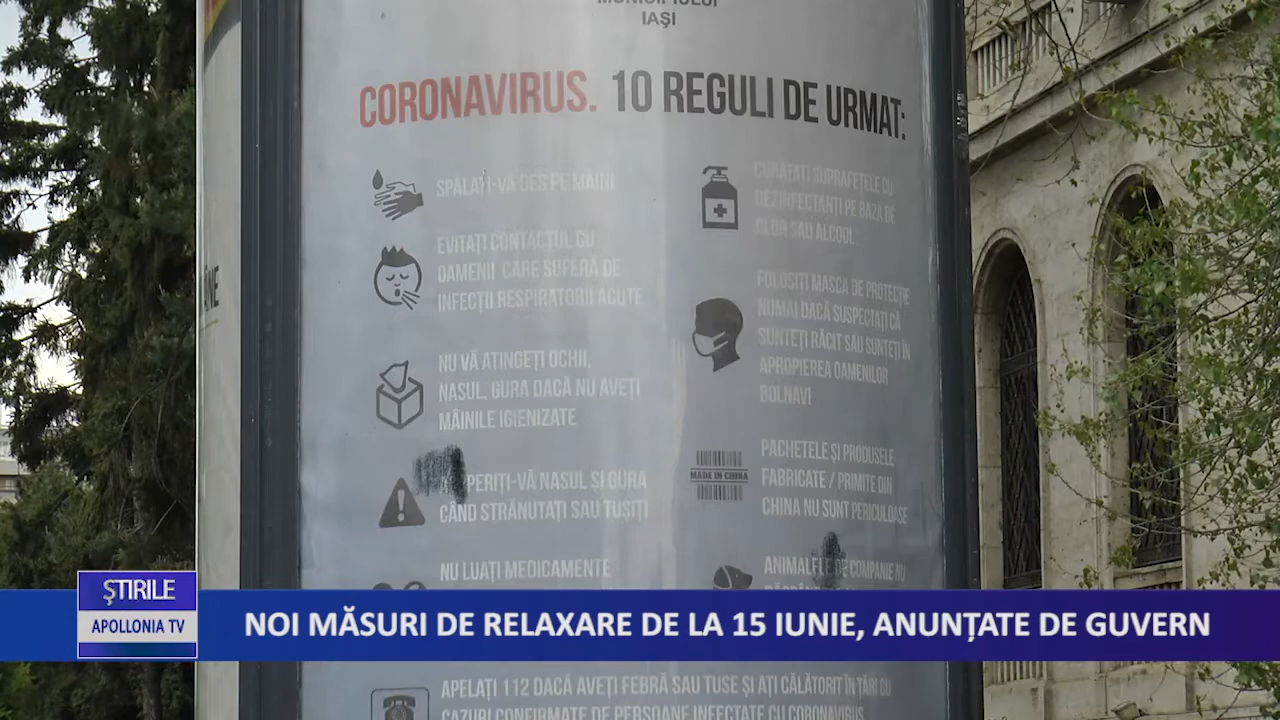 MUNICIPIULUI
IAŞI
CORONAVIRUS. 10 REGULI DE URMAT:
SPĂLAȚI-VĂ DES PE MÂINI
EVITAȚI CONTACTUL CU
OAMENII CARE SUFERĂ DE
INFECȚII RESPIRATORII ACUTE
NU VĂ ATINGEȚI OCHII,
NASUL, GURA DACĂ NU AVEȚI
MÂINILE IGIENIZATE
PERIȚI-VĂ NASUL ȘI GURA
CÂND STRĂNUTAȚI SAU TUȘIȚI
NU LUAȚI MEDICAMENTE
CURĂȚAȚI SUPRAFEȚELE CU
DEZINFECTANȚI PE BAZĂ DE
CLOR SAU ALCOOL
FOLOSIȚI MASCA DE PROTECȚIE
NUMAI DACĂ SUSPECTAȚI CĂ
SUNTEȚI RĂCIT SAU SUNTEȚI ÎN
APROPIEREA OAMENILOR
BOLNAVI
MADE IN CHINA
PACHETELE ȘI PRODUSELE
FABRICATE / PRIMITE DIN
CHINA NU SUNT PERICULOASE
ANIMALELE DE COMPANIE NU
ŞTIRILE
APOLLONIA TV
NOI MĂSURI DE RELAXARE DE LA 15 IUNIE, ANUNȚATE DE GUVERN
APELAȚI 112 DACĂ AVEȚI FEBRĂ SAU TUSE ȘI AȚI CĂLĂTORIT ÎN ȚĂRI CU
CAZURI CONFIRMATE DE PERSOANE INFECTATE CU CORONAVIRUS